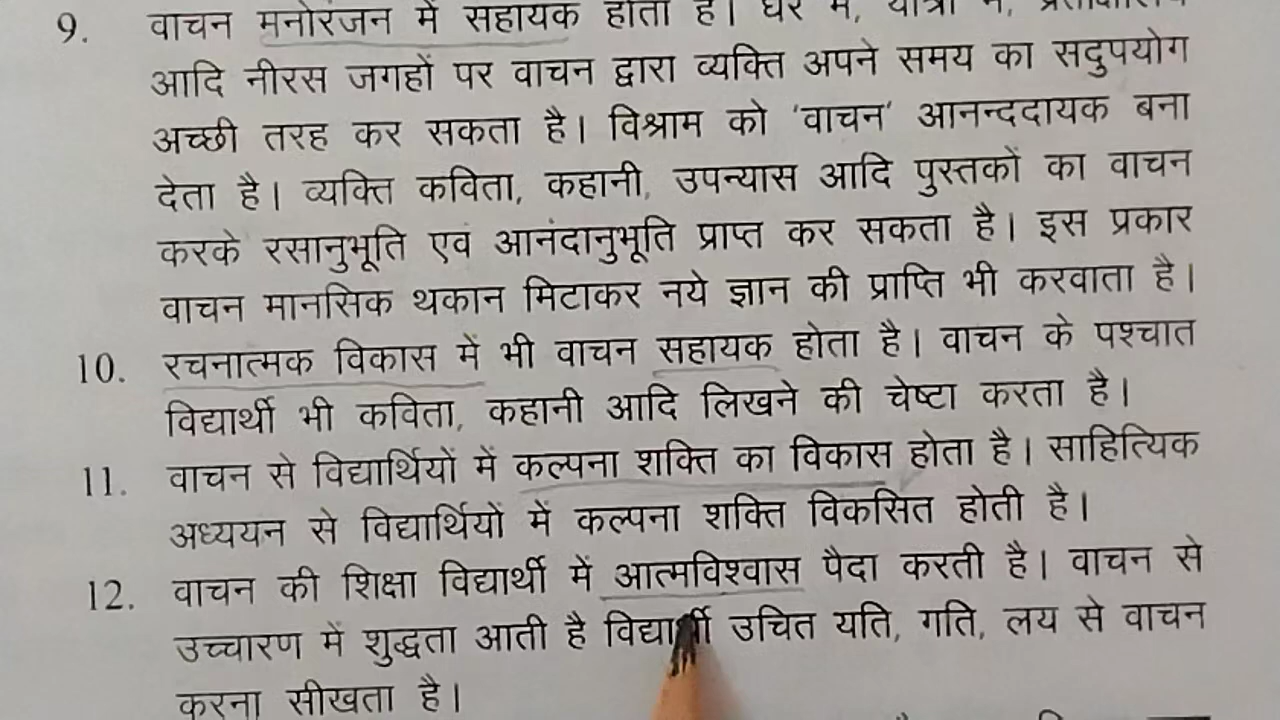 9. वाचन मनोरंजन में सहायक होता है। घर में, यात्रा में,
आदि नीरस जगहों पर वाचन द्वारा व्यक्ति अपने समय का सदुपयोग
अच्छी तरह कर सकता है। विश्राम को 'वाचन' आनन्ददायक बना
देता है। व्यक्ति कविता, कहानी, उपन्यास आदि पुस्तकों का वाचन
करके रसानुभूति एवं आनंदानुभूति प्राप्त कर सकता है। इस प्रकार
वाचन मानसिक थकान मिटाकर नये ज्ञान की प्राप्ति भी करवाता है।
10. रचनात्मक विकास में भी वाचन सहायक होता है। वाचन के पश्चात
विद्यार्थी भी कविता, कहानी आदि लिखने की चेष्टा करता है।
11. वाचन से विद्यार्थियों में कल्पना शक्ति का विकास होता है। साहित्यिक
अध्ययन से विद्यार्थियों में कल्पना शक्ति विकसित होती है।
12. वाचन की शिक्षा विद्यार्थी में आत्मविश्वास पैदा करती है। वाचन से
उच्चारण में शुद्धता आती है विद्यार्थी उचित यति, गति, लय से वाचन
करना सीखता है।